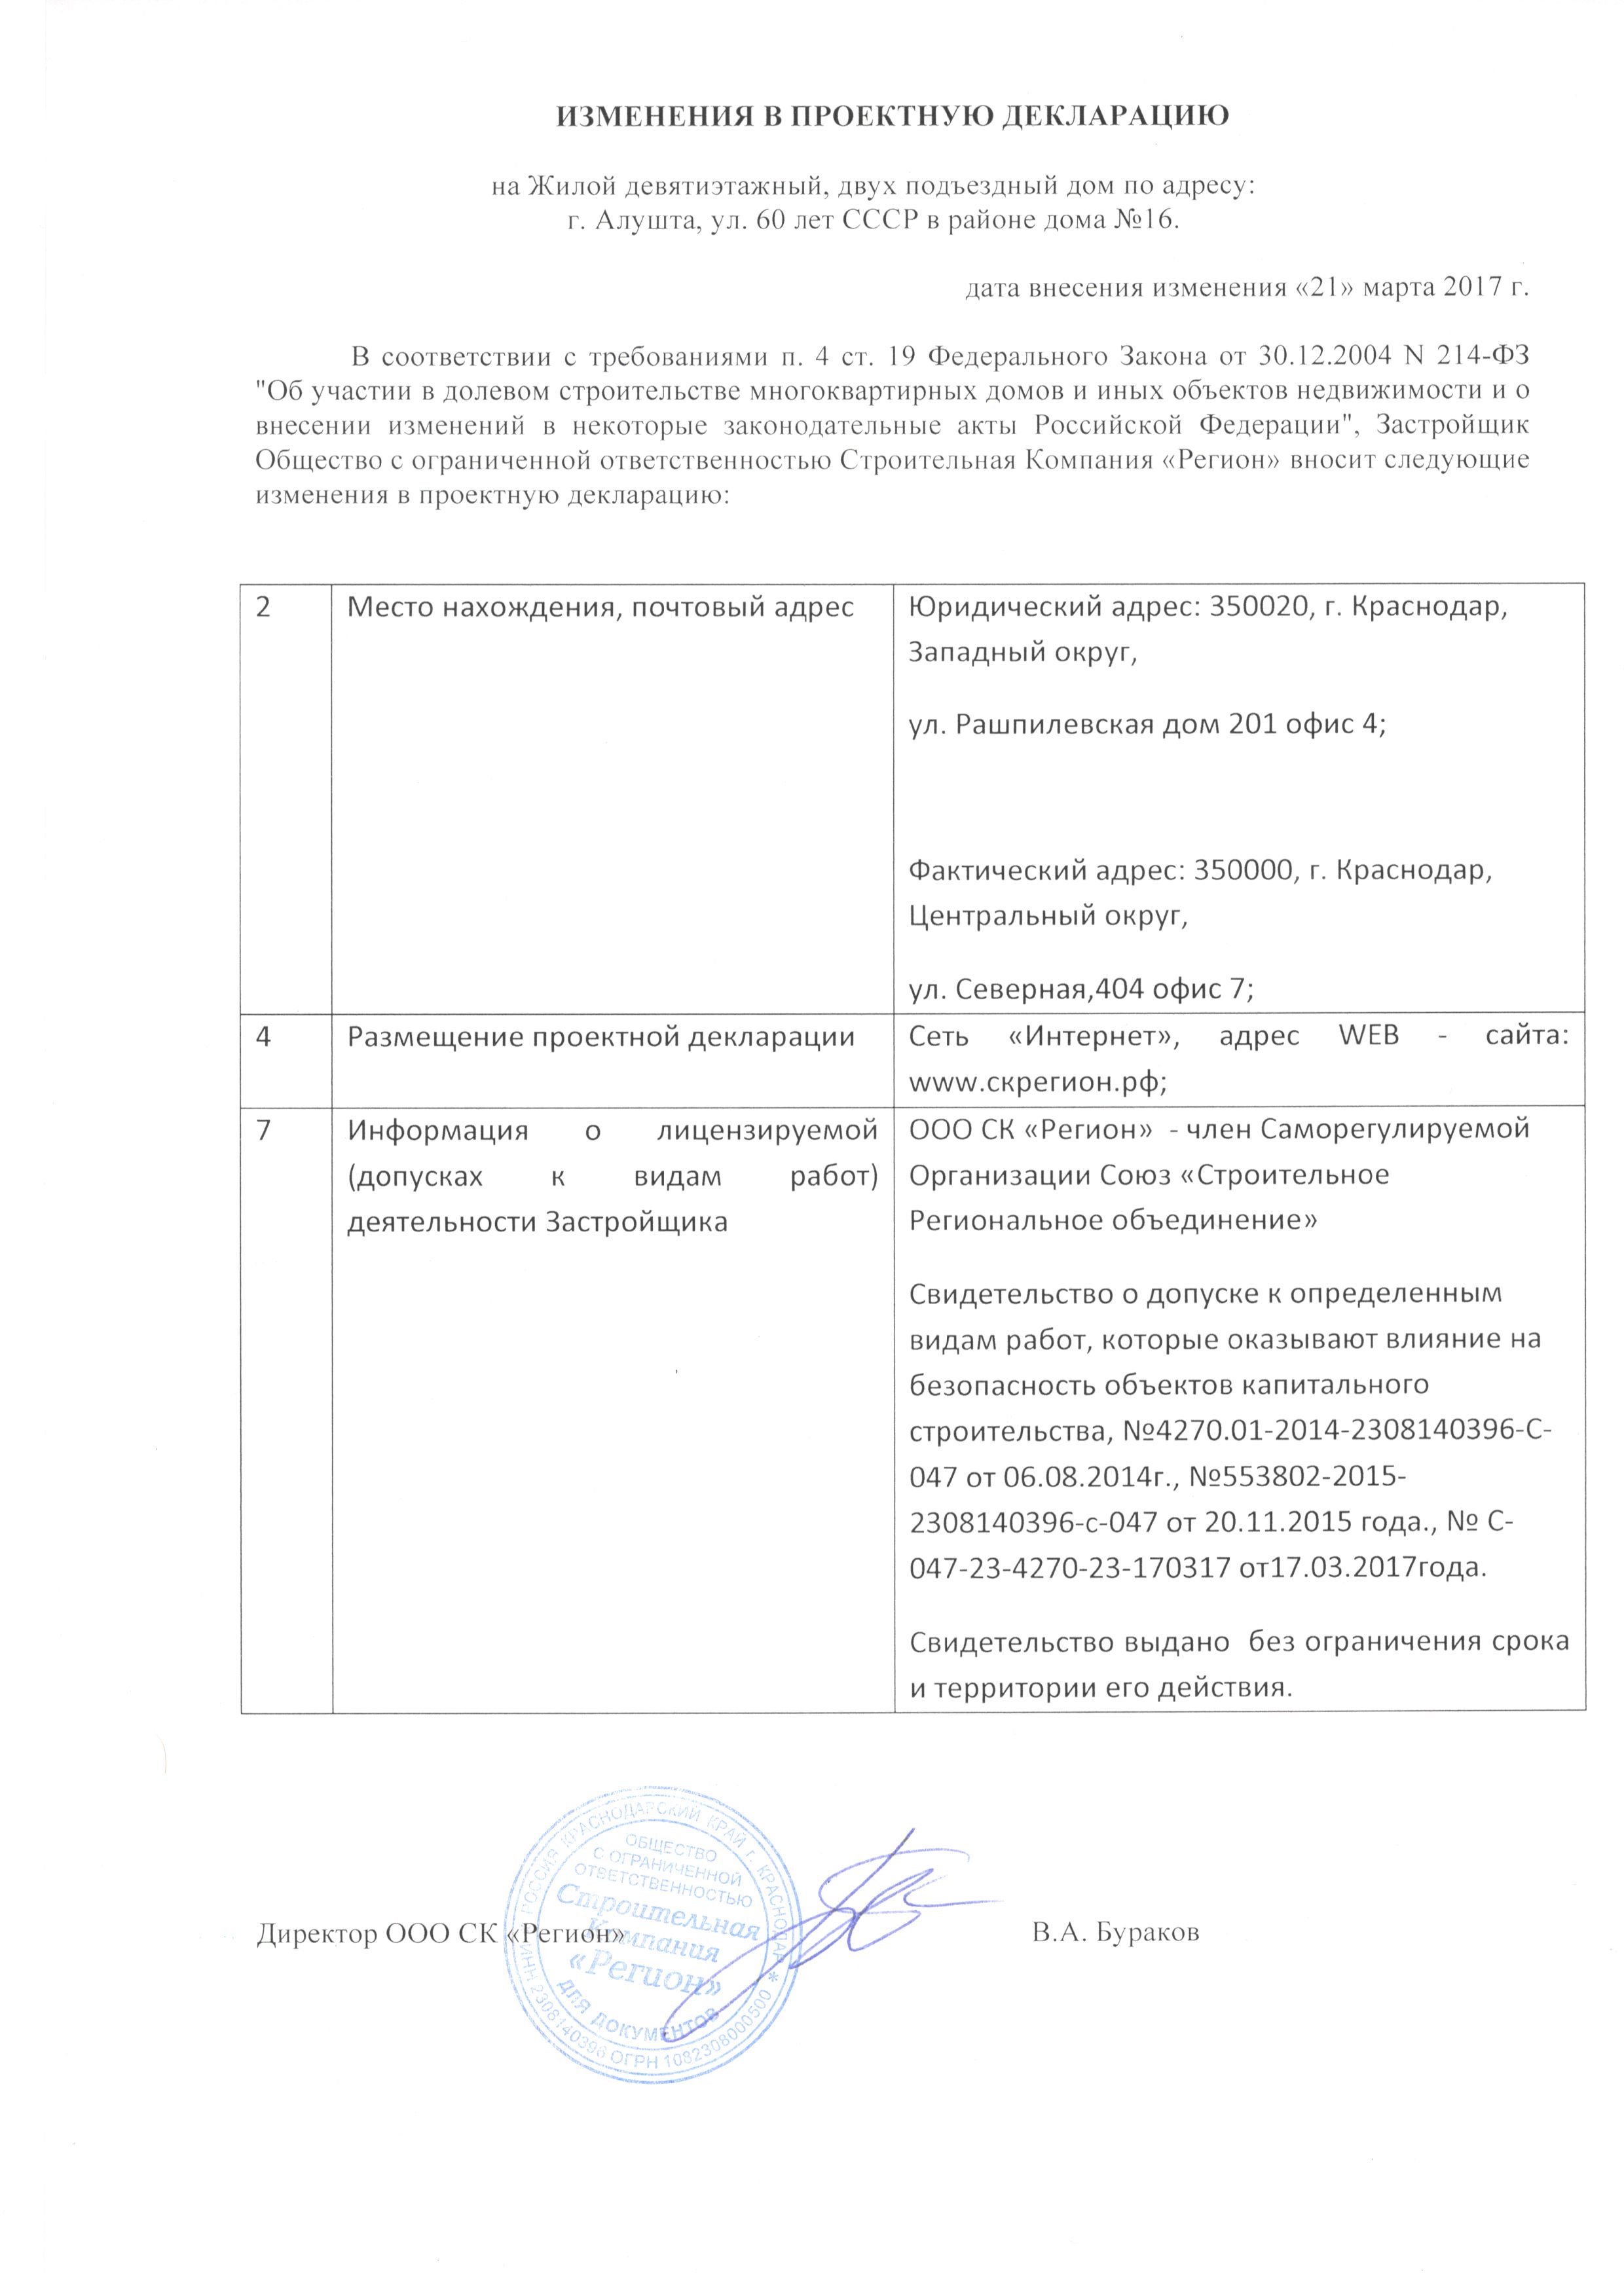 ИЗМЕНЕНИЯ В ПРОЕКТНУЮ ДЕКЛАРАЦИЮ
на Жилой девятиэтажный, двух подъездный дом по адресу:
г. Алушта, ул. 60 лет СССР в районе дома №16.
дата внесения изменения «21» марта 2017 г.
В соответствии с требованиями п. 4 ст. 19 Федерального Закона от 30.12.2004 N 214-ФЗ
"Об участии в долевом строительстве многоквартирных домов и иных объектов недвижимости и о
внесении изменений в некоторые законодательные акты Российской Федерации", Застройщик
Общество с ограниченной ответственностью Строительная Компания «Регион» вносит следующие
изменения в проектную декларацию:
2
Место нахождения, почтовый адрес
Юридический адрес: 350020, г. Краснодар,
Западный округ,
ул. Рашпилевская дом 201 офис 4;
Фактический адрес: 350000, г. Краснодар,
Центральный округ,
ул. Северная,404 офис 7;
4
Размещение проектной декларации
Сеть «Интернет», адрес WEB - сайта:
www.скрегион.рф;
7
Информация о лицензируемой
(допусках к видам работ)
деятельности Застройщика
ООО СК «Регион» - член Саморегулируемой
Организации Союз «Строительное
Региональное объединение»
Свидетельство о допуске к определенным
видам работ, которые оказывают влияние на
безопасность объектов капитального
строительства, №4270.01-2014-2308140396-С-
047 от 06.08.2014г., №553802-2015-
2308140396-с-047 от 20.11.2015 года., № С-
047-23-4270-23-170317 от17.03.2017года.
Свидетельство выдано без ограничения срока
и территории его действия.
Директор ООО СК «Регион»
В.А. Бураков
РОССИЯ КРАСНОДАРСКИЙ КРАЙ г. КРАСНОДАР *
ИНН 2308140396 ОГРН 1082308000500
ОБЩЕСТВО
С ОГРАНИЧЕННОЙ
ОТВЕТСТВЕННОСТЬЮ
Строительная
Компания
«Регион»
ДЛЯ ДОКУМЕНТОВ